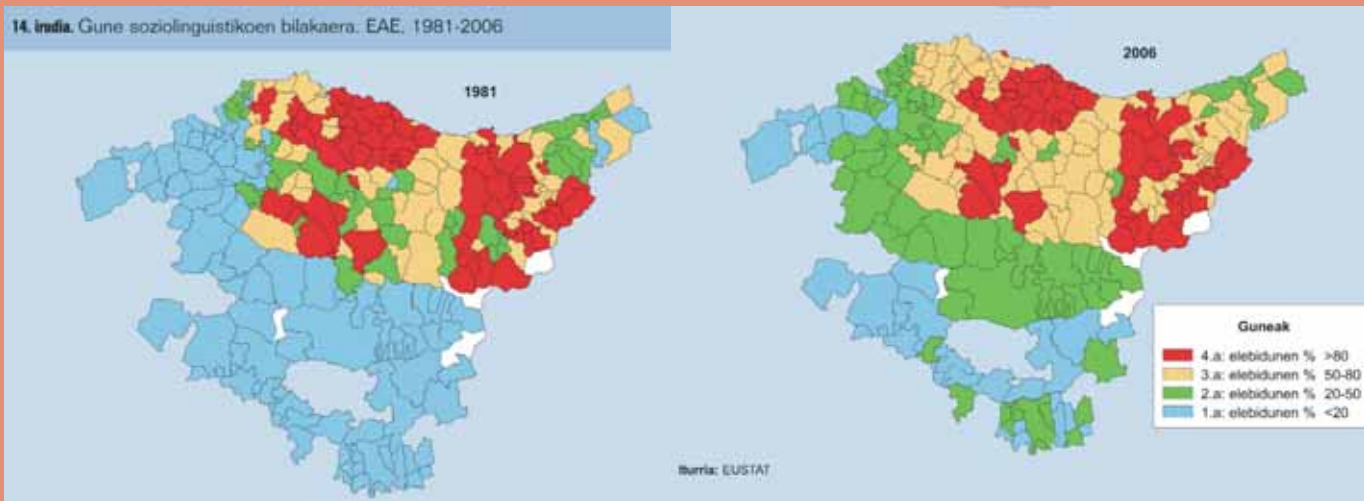 14. irudia. Gune soziolinguistikoen bilakaera. EAE, 1981-2006
1981
2006
Guneak
4.a: elebidunen % >80
3.a: elebidunen % 50-80
2.a: elebidunen % 20-50
1.a: elebidunen % <20
Iturria: EUSTAT